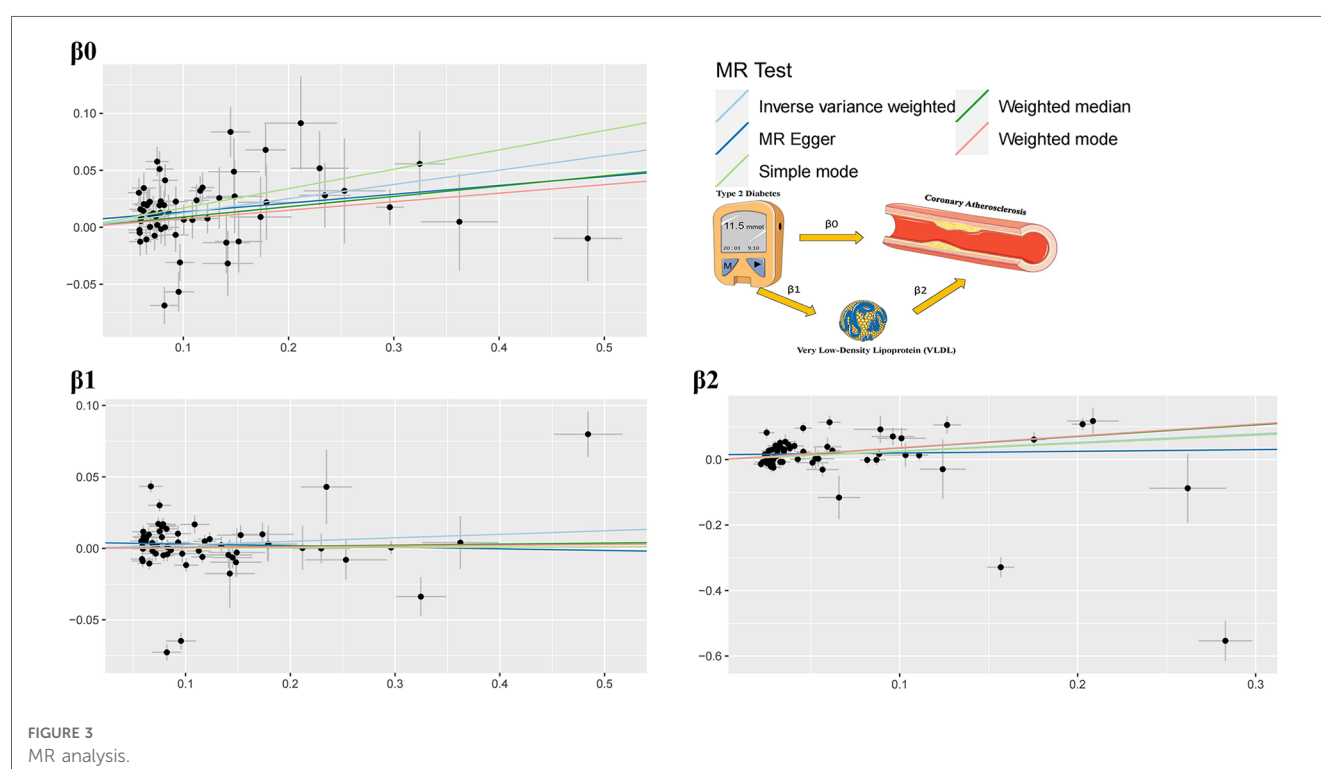 β0
0.10
0.05
0.00
−0.05
0.1
0.2
0.3
0.4
0.5
MR Test
Inverse variance weighted
Weighted median
MR Egger
Weighted mode
Simple mode
Type 2 Diabetes
11.5 mmol
20 : 01 9.10
M
β0
Coronary Atherosclerosis
β1
β2
Very Low-Density Lipoprotein (VLDL)
β1
0.10
0.05
0.00
−0.05
0.1
0.2
0.3
0.4
0.5
β2
0.0
−0.2
−0.4
−0.6
0.1
0.2
0.3
FIGURE 3
MR analysis.